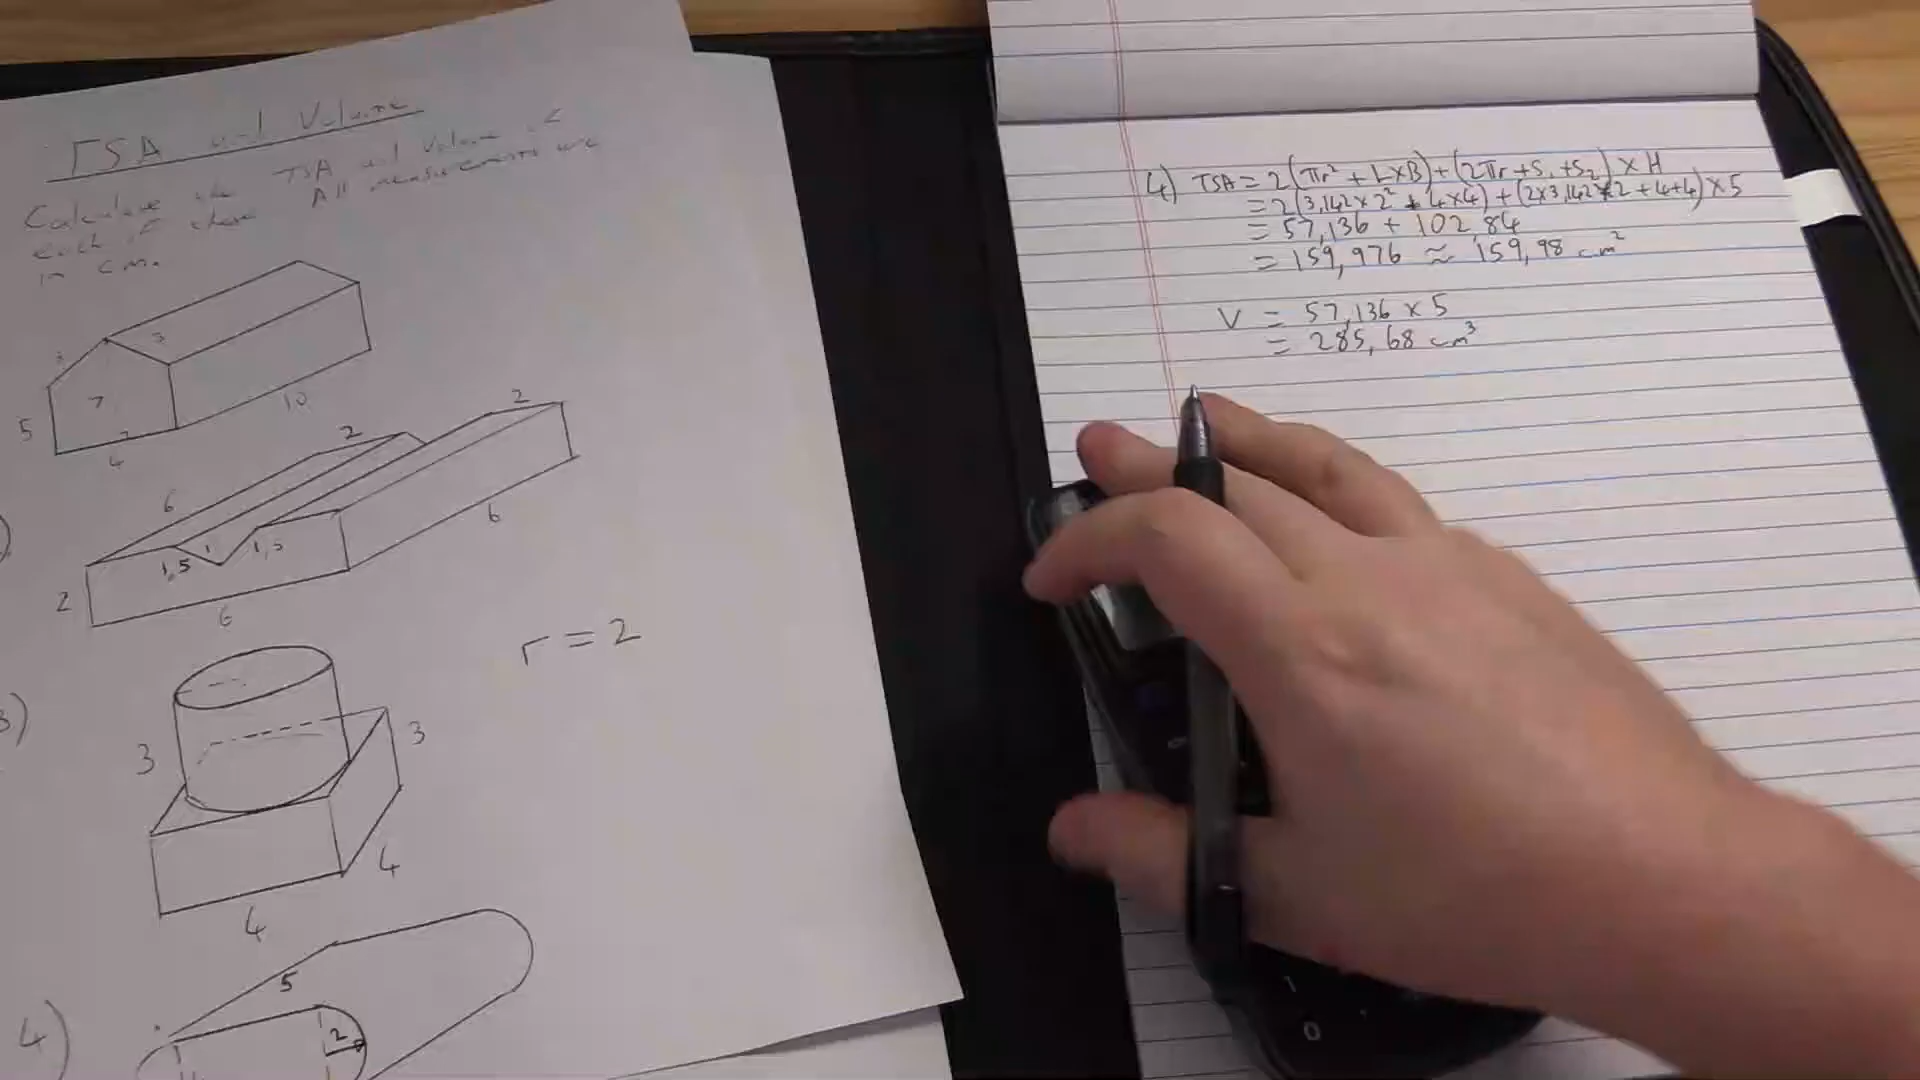 TSA and Volume
Calculate the TSA and Volume of
each of these All measurements are
in cm.
3
7
7
5
10
4
2
2
6
6
1
1,5
1,5
2
6
r = 2
3)
3
3
4
4
4)
5
2
4) TSA = 2(πr² + L×B) + (2πr + S₁ + S₂) × H
= 2(3,142×2² + 4×4) + (2×3,142×2 + 4+4) × 5
= 57,136 + 102,84
= 159,976 ≈ 159,98 cm²
V = 57,136 × 5
= 285,68 cm³
1
0